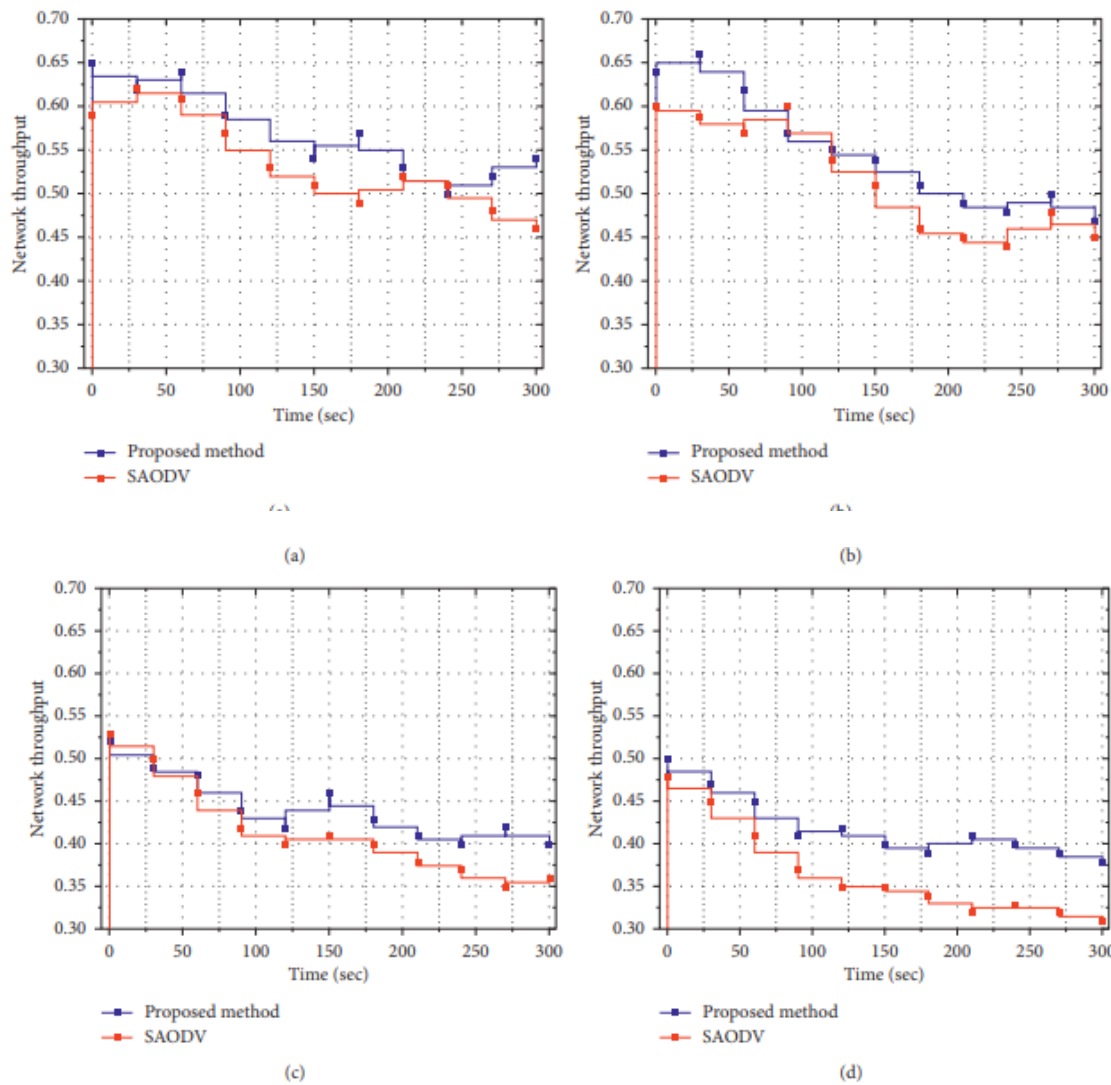 0.70
0.65
0.60
0.55
0.50
0.45
0.40
0.35
0.30
Network throughput
0 50 100 150 200 250 300
Time (sec)
Proposed method
SAODV
(a)
0.70
0.65
0.60
0.55
0.50
0.45
0.40
0.35
0.30
Network throughput
0 50 100 150 200 250 300
Time (sec)
Proposed method
SAODV
(b)
0.70
0.65
0.60
0.55
0.50
0.45
0.40
0.35
0.30
Network throughput
0 50 100 150 200 250 300
Time (sec)
Proposed method
SAODV
(c)
0.70
0.65
0.60
0.55
0.50
0.45
0.40
0.35
0.30
Network throughput
0 50 100 150 200 250 300
Time (sec)
Proposed method
SAODV
(d)